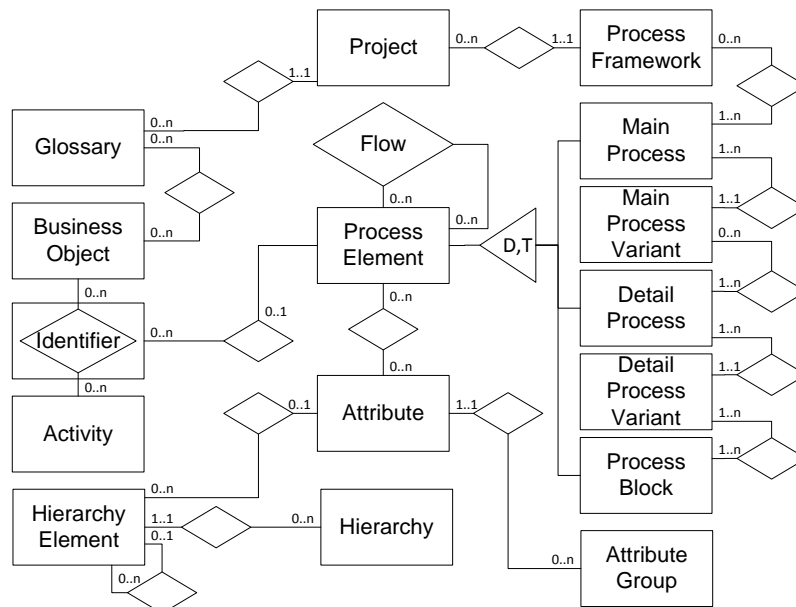 Project
0..n
1..1
Process
Framework
0..n
1..1
0..n
0..n
Glossary
Flow
1..n
Main
Process
1..n
0..n
0..n
Business
Object
0..n
Process
Element
D,T
Main
Process
Variant
1..1
0..n
0..n
0..1
0..n
Identifier
0..n
Detail
Process
1..n
1..n
0..n
0..n
Activity
0..1
Attribute
1..1
Detail
Process
Variant
1..1
1..n
Process
Block
1..n
0..n
Hierarchy
Element
1..1
0..1
0..n
0..n
Hierarchy
0..n
Attribute
Group